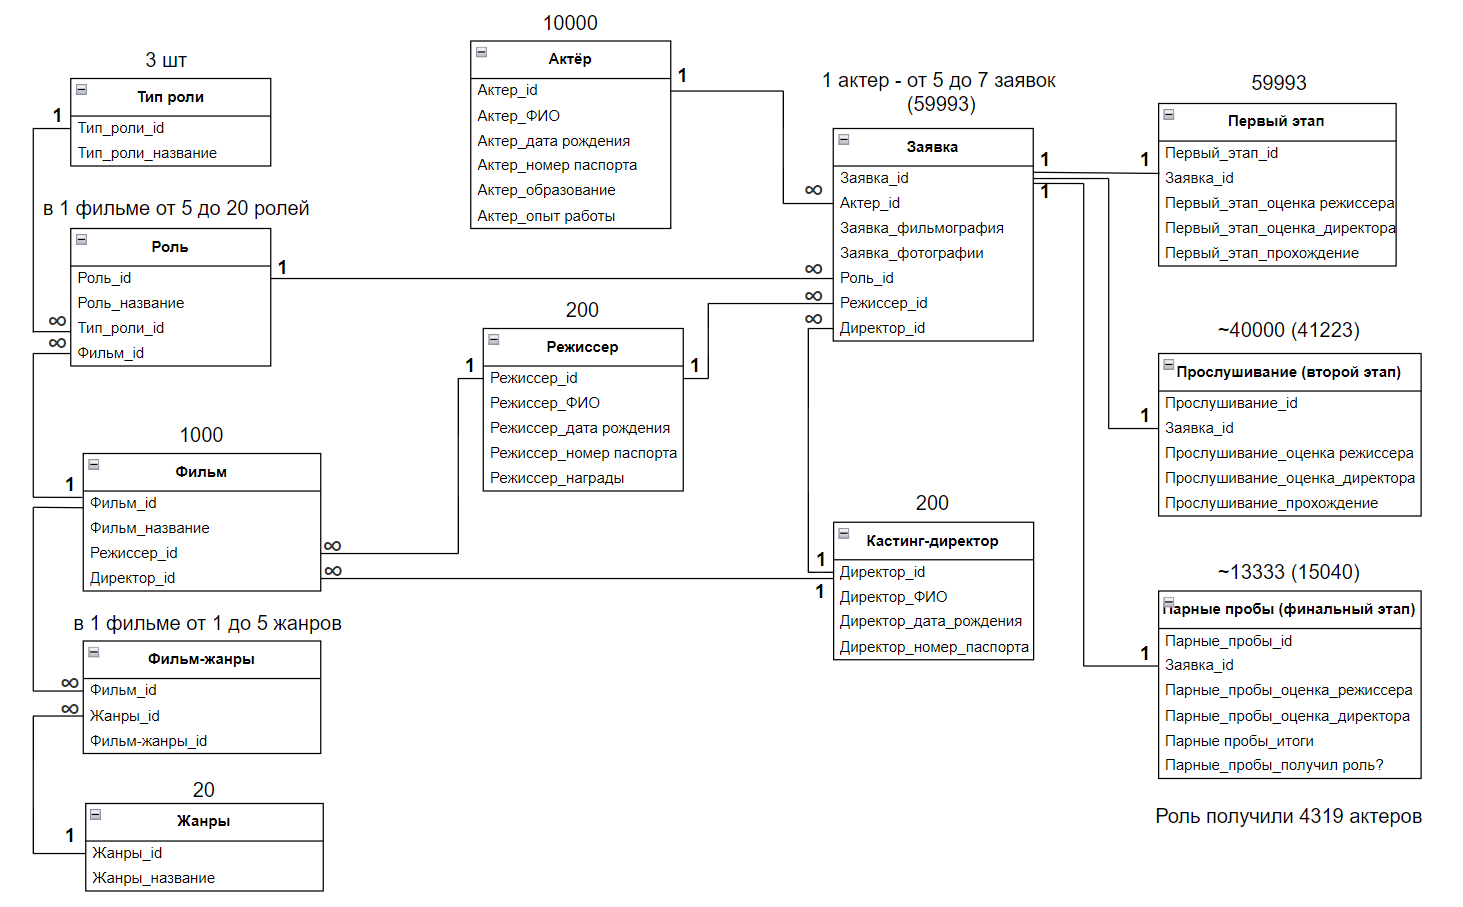 3 шт
1
Тип роли
Тип_роли_id
Тип_роли_название
в 1 фильме от 5 до 20 ролей
Роль
1
Роль_id
Роль_название
∞
Тип_роли_id
∞
Фильм_id
1000
1
Фильм
Фильм_id
Фильм_название
Режиссер_id
∞
Директор_id
∞
в 1 фильме от 1 до 5 жанров
Фильм-жанры
∞
Фильм_id
∞
Жанры_id
Фильм-жанры_id
20
1
Жанры
Жанры_id
Жанры_название
10000
Актёр
1
Актер_id
Актер_ФИО
Актер_дата рождения
Актер_номер паспорта
Актер_образование
Актер_опыт работы
200
Режиссер
1
1
Режиссер_id
Режиссер_ФИО
Режиссер_дата рождения
Режиссер_номер паспорта
Режиссер_награды
1 актер - от 5 до 7 заявок
(59993)
Заявка
1
Заявка_id
1
∞
Актер_id
Заявка_фильмография
Заявка_фотографии
∞
Роль_id
∞
Режиссер_id
∞
Директор_id
200
Кастинг-директор
1
Директор_id
1
Директор_ФИО
Директор_дата_рождения
Директор_номер_паспорта
59993
Первый этап
1
Первый_этап_id
Заявка_id
Первый_этап_оценка режиссера
Первый_этап_оценка_директора
Первый_этап_прохождение
~40000 (41223)
Прослушивание (второй этап)
Прослушивание_id
1
Заявка_id
Прослушивание_оценка режиссера
Прослушивание_оценка_директора
Прослушивание_прохождение
~13333 (15040)
Парные пробы (финальный этап)
Парные_пробы_id
1
Заявка_id
Парные_пробы_оценка_режиссера
Парные_пробы_оценка_директора
Парные пробы_итоги
Парные_пробы_получил роль?
Роль получили 4319 актеров